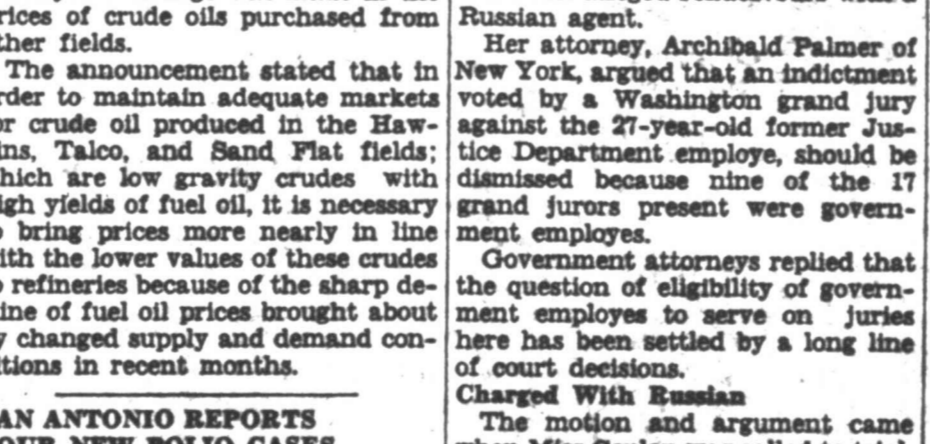 rices of crude oils purchased from
ther fields.
The announcement stated that in
rder to maintain adequate markets
or crude oil produced in the Haw-
ins, Talco, and Sand Flat fields;
hich are low gravity crudes with
igh yields of fuel oil, it is necessary
o bring prices more nearly in line
ith the lower values of these crudes
o refineries because of the sharp de-
ine of fuel oil prices brought about
y changed supply and demand con-
itions in recent months.
AN ANTONIO REPORTS
OUR NEW POLIO CASES
Russian agent.
Her attorney, Archibald Palmer of
New York, argued that an indictment
voted by a Washington grand jury
against the 27-year-old former Jus-
tice Department employe, should be
dismissed because nine of the 17
grand jurors present were govern-
ment employes.
Government attorneys replied that
the question of eligibility of govern-
ment employes to serve on juries
here has been settled by a long line
of court decisions.
Charged With Russian
The motion and argument came